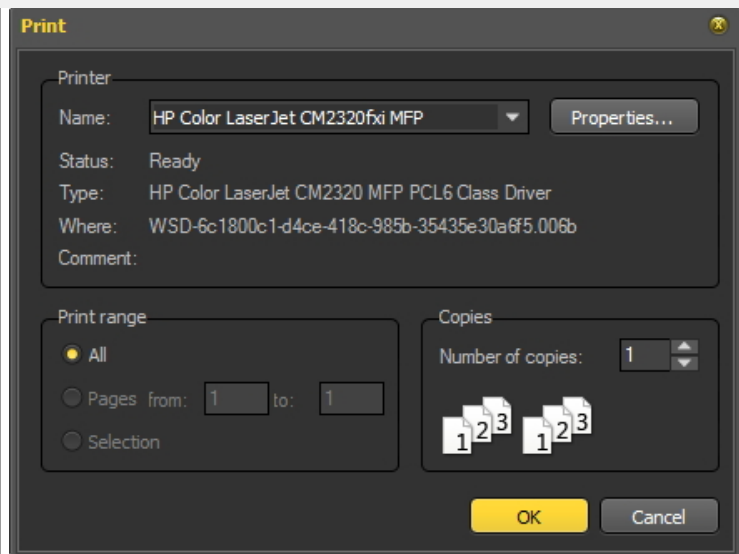 Print
Printer
Name: HP Color LaserJet CM2320fxi MFP Properties...
Status: Ready
Type: HP Color LaserJet CM2320 MFP PCL6 Class Driver
Where: WSD-6c1800c1-d4ce-418c-985b-35435e30a6f5.006b
Comment:
Print range
All
Pages from: 1 to: 1
Selection
Copies
Number of copies: 1
1 2 3 1 2 3
OK Cancel